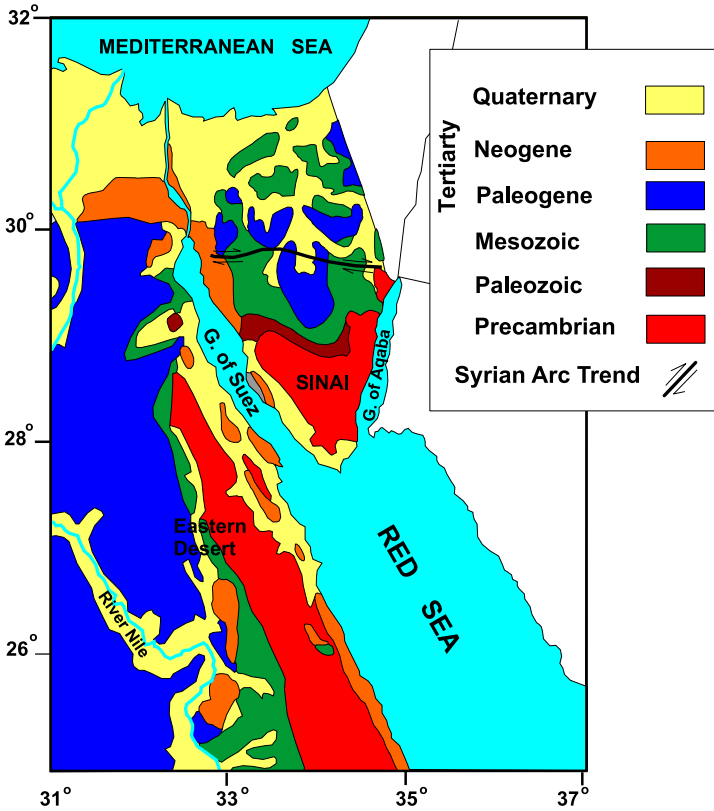 32°
MEDITERRANEAN SEA
Tertiarty
Quaternary
Neogene
Paleogene
Mesozoic
Paleozoic
Precambrian
Syrian Arc Trend
30°
G. of Suez
SINAI
G. of Aqaba
28°
Eastern
Desert
RED SEA
River Nile
26°
31°
33°
35°
37°